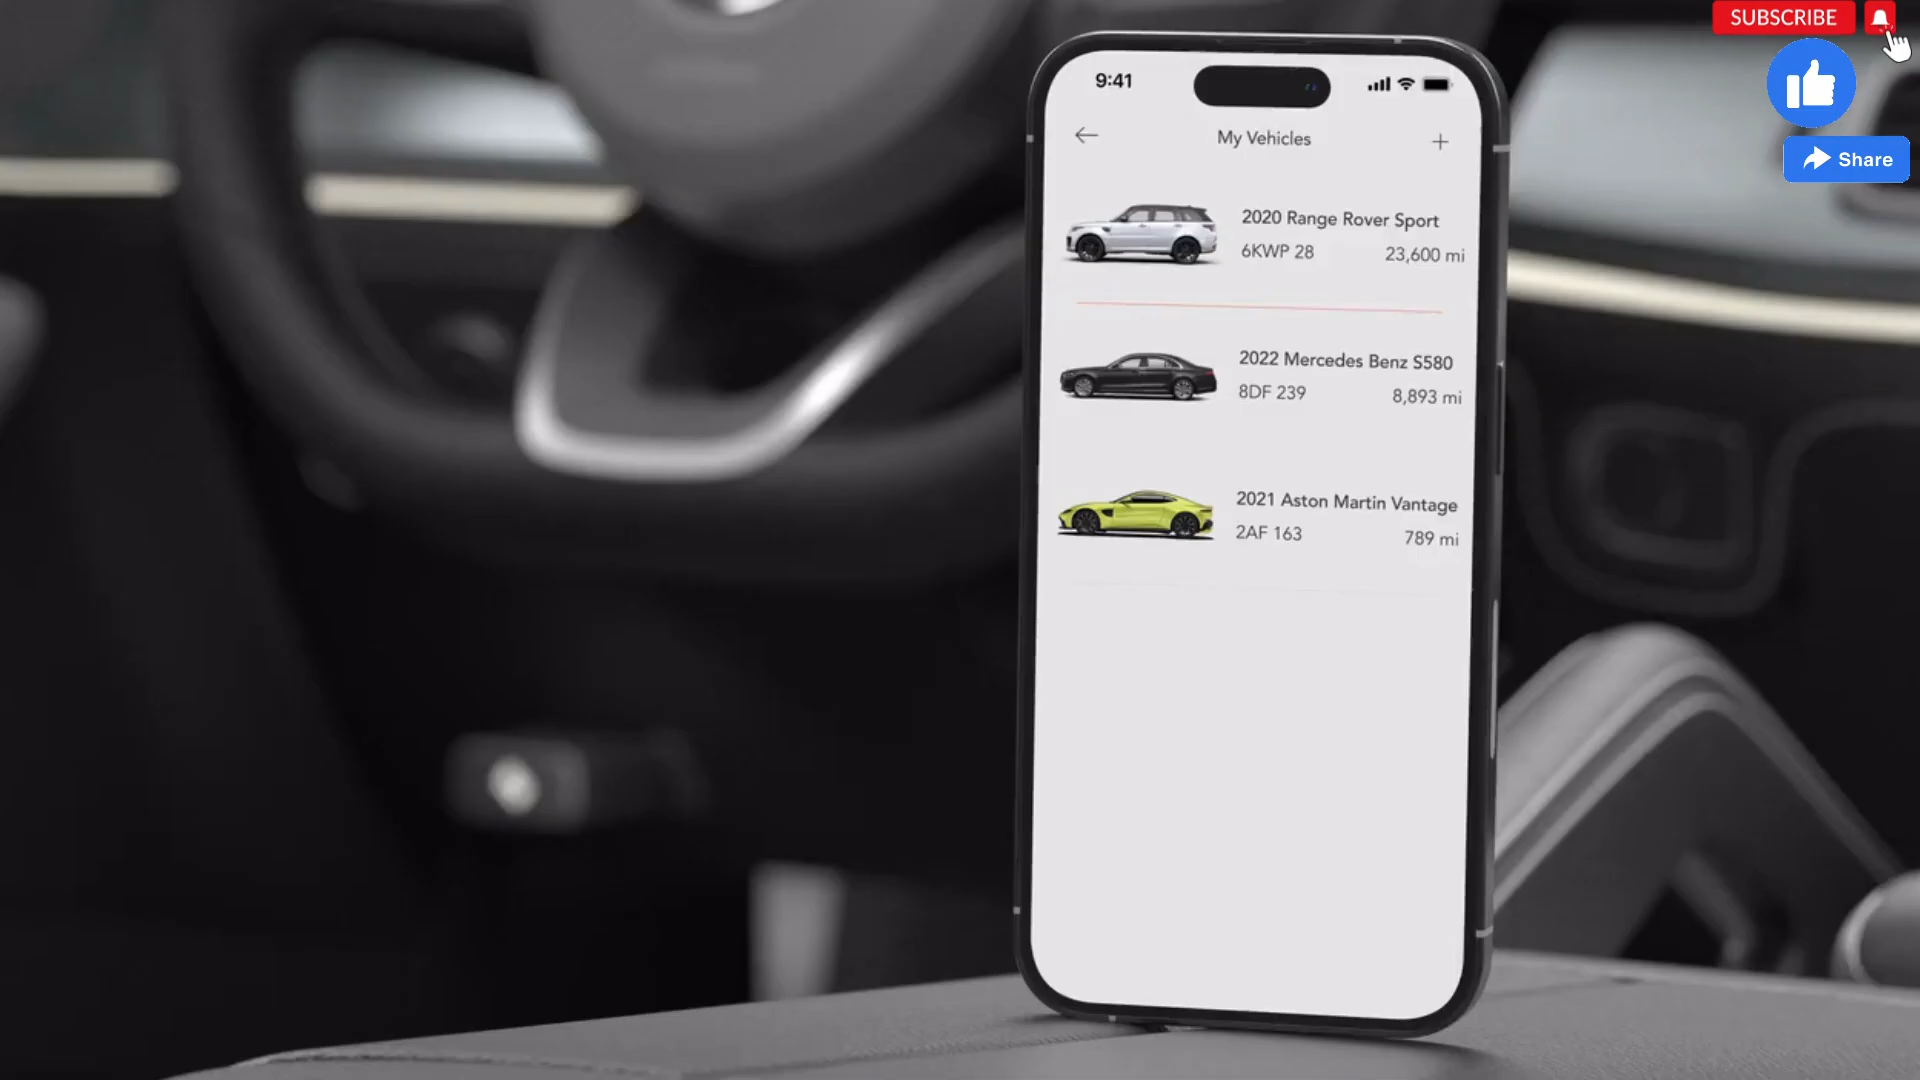 SUBSCRIBE
Share
9:41
My Vehicles
2020 Range Rover Sport
6KWP 28
23,600 mi
2022 Mercedes Benz S580
8DF 239
8,893 mi
2021 Aston Martin Vantage
2AF 163
789 mi